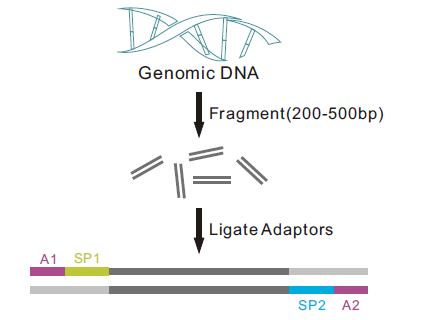 Genomic DNA
Fragment(200-500bp)
Ligate Adaptors
A1 SP1
SP2 A2